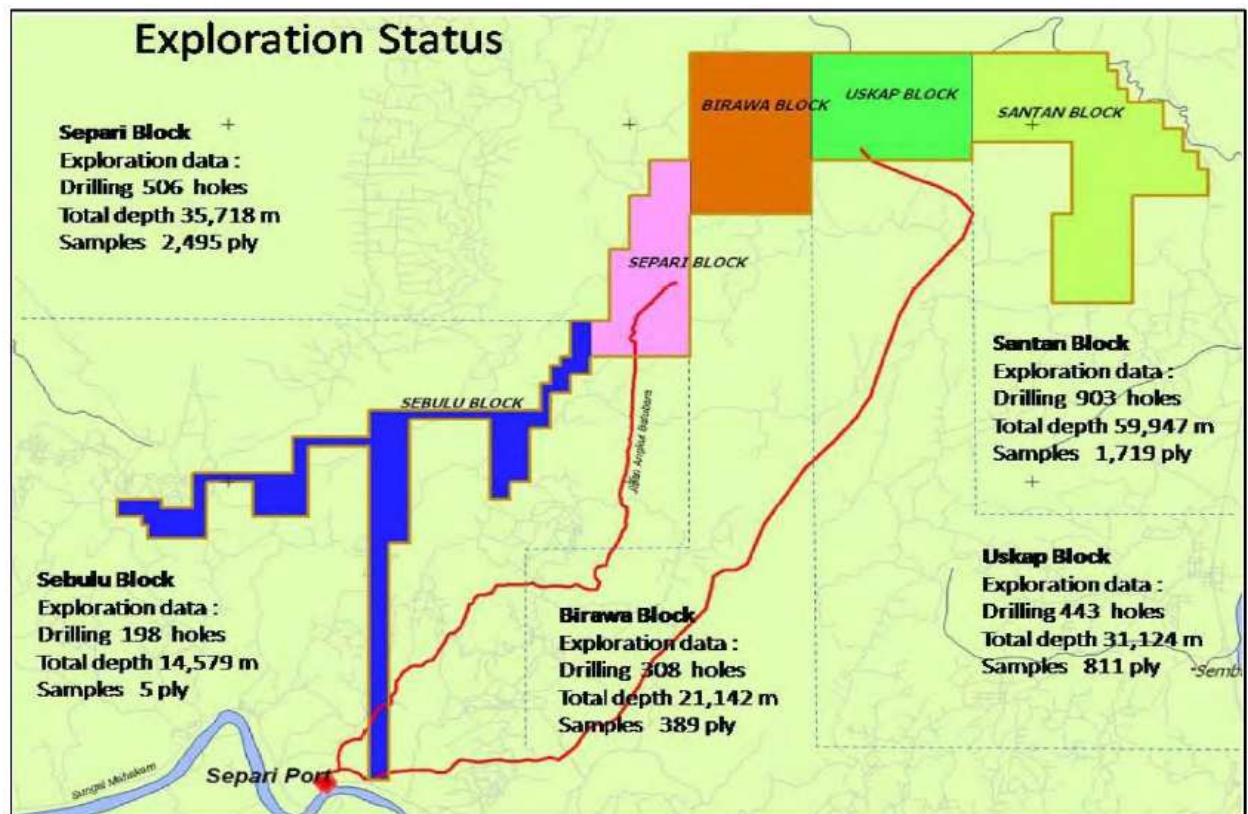 Exploration Status
Separi Block
Exploration data :
Drilling 506 holes
Total depth 35,718 m
Samples 2,495 ply
BIRAWA BLOCK
USKAP BLOCK
SANTAN BLOCK
SEPARI BLOCK
SEBULU BLOCK
Jalan Angkut Batubara
Santan Block
Exploration data :
Drilling 903 holes
Total depth 59,947 m
Samples 1,719 ply
Sebulu Block
Exploration data :
Drilling 198 holes
Total depth 14,579 m
Samples 5 ply
Birawa Block
Exploration data :
Drilling 308 holes
Total depth 21,142 m
Samples 389 ply
Uskap Block
Exploration data :
Drilling 443 holes
Total depth 31,124 m
Samples 811 ply
Sungai Mahakam
Separi Port